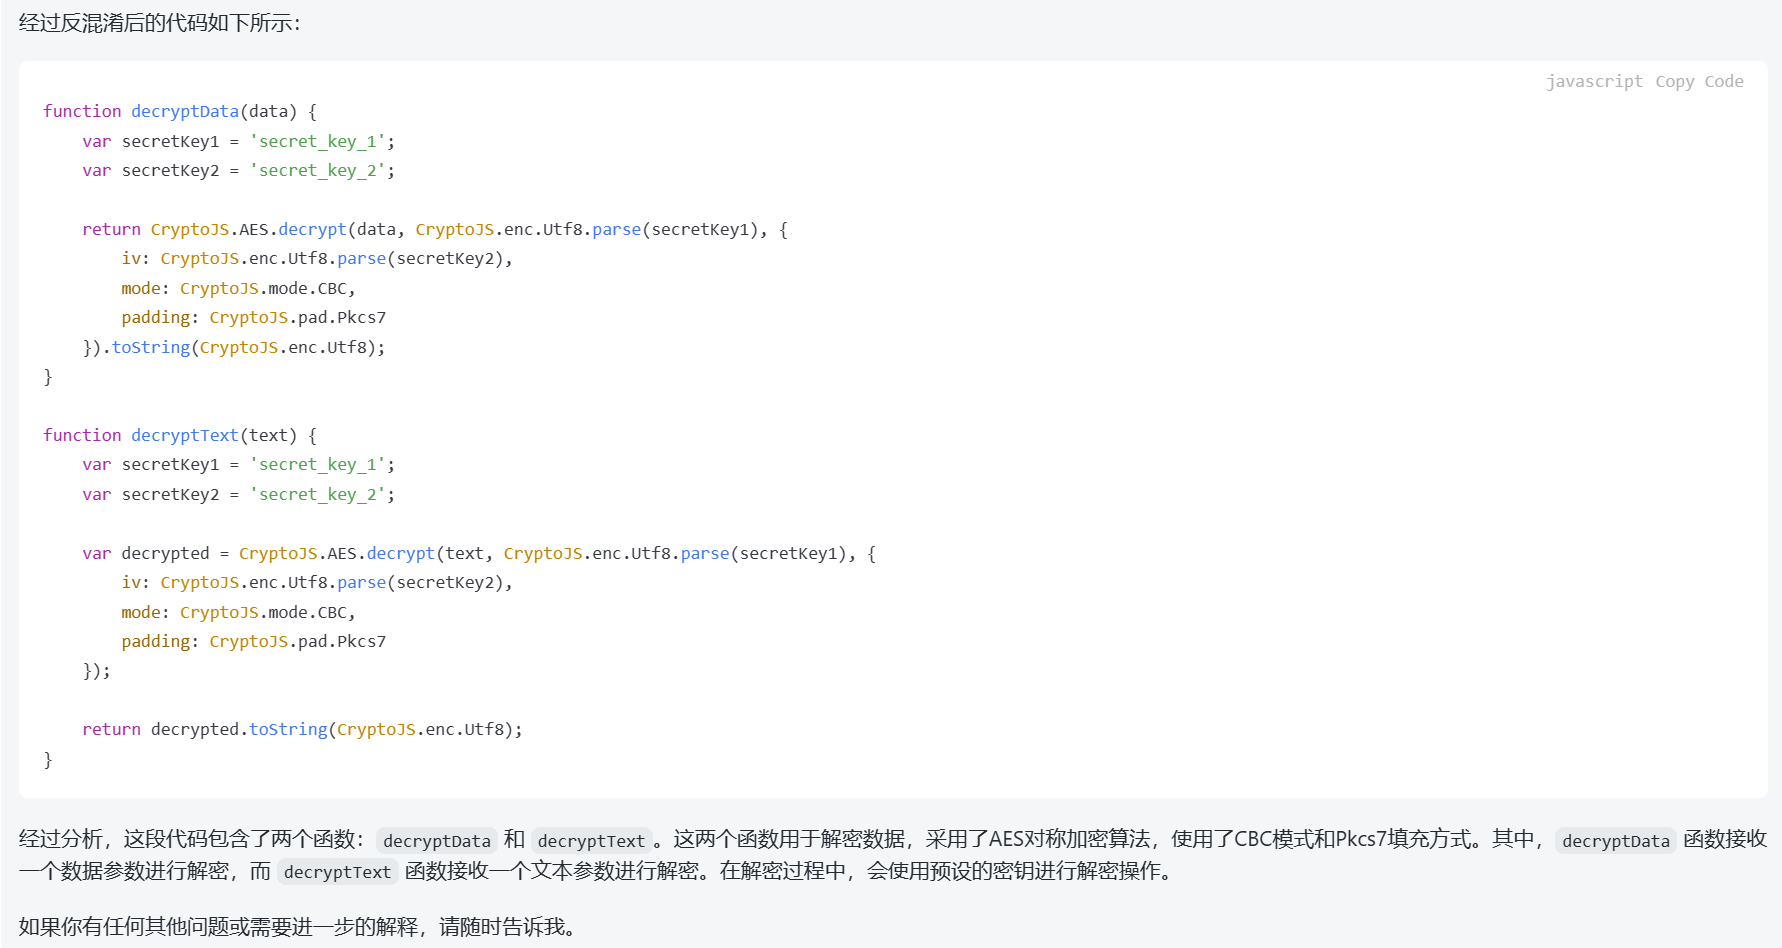 经过反混淆后的代码如下所示：
javascript Copy Code
function decryptData(data) {
    var secretKey1 = 'secret_key_1';
    var secretKey2 = 'secret_key_2';

    return CryptoJS.AES.decrypt(data, CryptoJS.enc.Utf8.parse(secretKey1), {
        iv: CryptoJS.enc.Utf8.parse(secretKey2),
        mode: CryptoJS.mode.CBC,
        padding: CryptoJS.pad.Pkcs7
    }).toString(CryptoJS.enc.Utf8);
}

function decryptText(text) {
    var secretKey1 = 'secret_key_1';
    var secretKey2 = 'secret_key_2';

    var decrypted = CryptoJS.AES.decrypt(text, CryptoJS.enc.Utf8.parse(secretKey1), {
        iv: CryptoJS.enc.Utf8.parse(secretKey2),
        mode: CryptoJS.mode.CBC,
        padding: CryptoJS.pad.Pkcs7
    });

    return decrypted.toString(CryptoJS.enc.Utf8);
}
经过分析，这段代码包含了两个函数： decryptData 和 decryptText 。这两个函数用于解密数据，采用了AES对称加密算法，使用了CBC模式和Pkcs7填充方式。其中， decryptData 函数接收
一个数据参数进行解密，而 decryptText 函数接收一个文本参数进行解密。在解密过程中，会使用预设的密钥进行解密操作。
如果你有任何其他问题或需要进一步的解释，请随时告诉我。